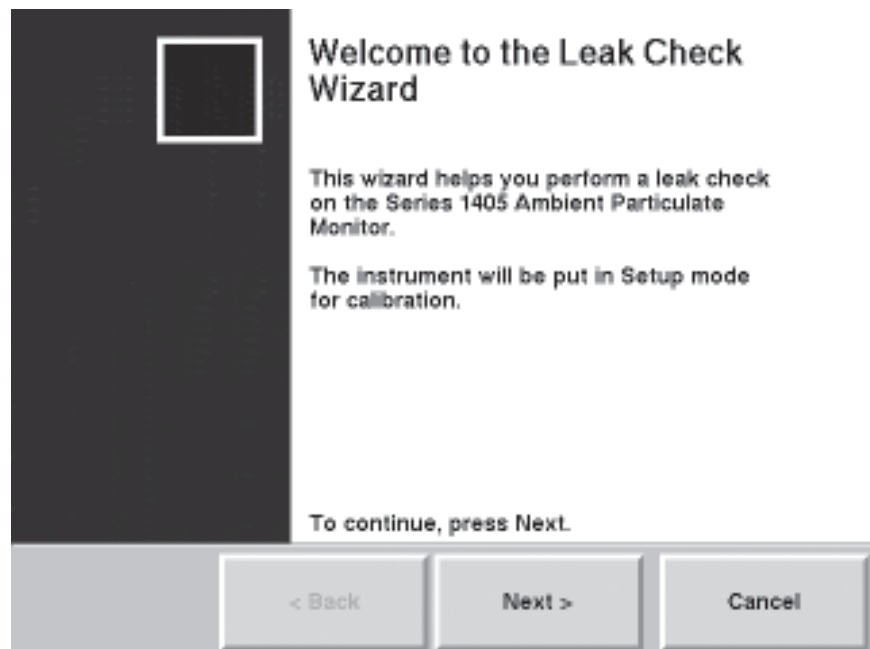 Welcome to the Leak Check
Wizard
This wizard helps you perform a leak check
on the Series 1405 Ambient Particulate
Monitor.
The instrument will be put in Setup mode
for calibration.
To continue, press Next.
< Back
Next >
Cancel